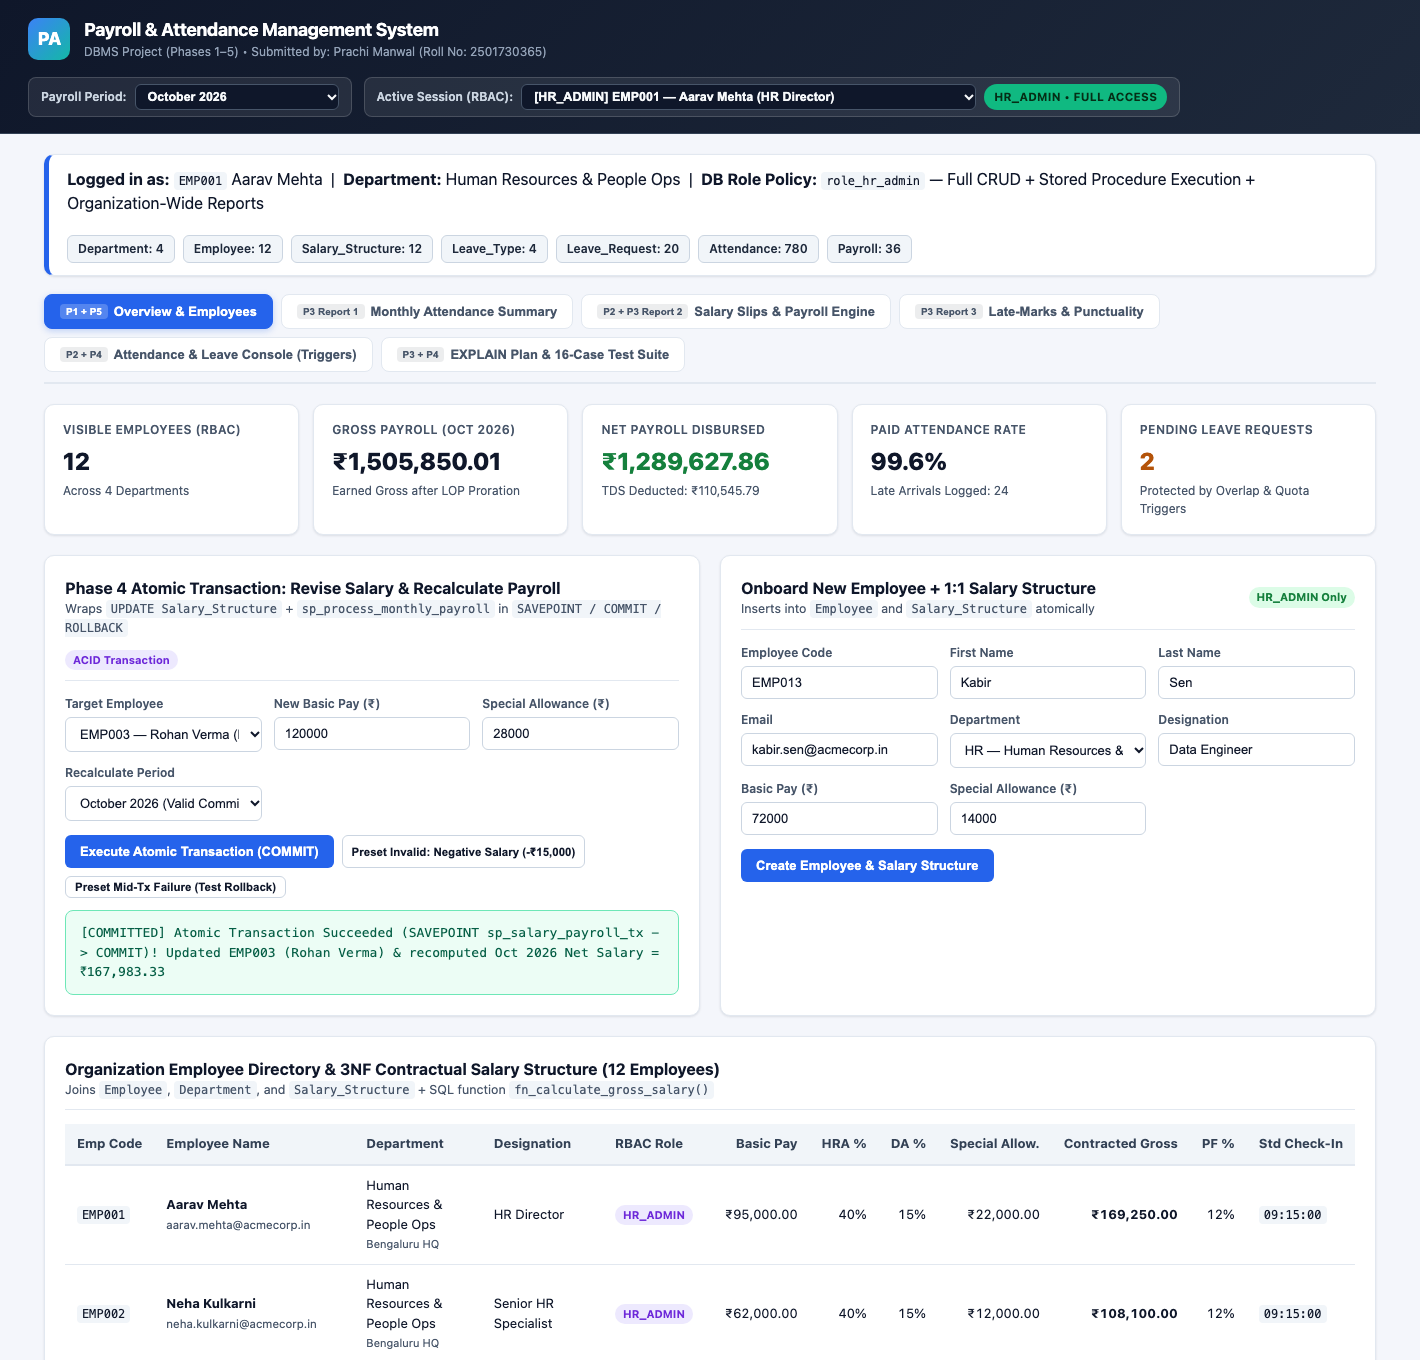 PA
Payroll & Attendance Management System
DBMS Project (Phases 1–5) • Submitted by: Prachi Manwal (Roll No: 2501730365)
Payroll Period: October 2026
Active Session (RBAC): [HR_ADMIN] EMP001 — Aarav Mehta (HR Director) HR_ADMIN • FULL ACCESS
Logged in as: EMP001 Aarav Mehta | Department: Human Resources & People Ops | DB Role Policy: role_hr_admin — Full CRUD + Stored Procedure Execution +
Organization-Wide Reports
Department: 4 Employee: 12 Salary_Structure: 12 Leave_Type: 4 Leave_Request: 20 Attendance: 780 Payroll: 36
P1 + P5 Overview & Employees P3 Report 1 Monthly Attendance Summary P2 + P3 Report 2 Salary Slips & Payroll Engine P3 Report 3 Late-Marks & Punctuality
P2 + P4 Attendance & Leave Console (Triggers) P3 + P4 EXPLAIN Plan & 16-Case Test Suite
VISIBLE EMPLOYEES (RBAC)
12
Across 4 Departments
GROSS PAYROLL (OCT 2026)
₹1,505,850.01
Earned Gross after LOP Proration
NET PAYROLL DISBURSED
₹1,289,627.86
TDS Deducted: ₹110,545.79
PAID ATTENDANCE RATE
99.6%
Late Arrivals Logged: 24
PENDING LEAVE REQUESTS
2
Protected by Overlap & Quota
Triggers
Phase 4 Atomic Transaction: Revise Salary & Recalculate Payroll
Wraps UPDATE Salary_Structure + sp_process_monthly_payroll in SAVEPOINT / COMMIT /
ROLLBACK
ACID Transaction
Target Employee New Basic Pay (₹) Special Allowance (₹)
EMP003 — Rohan Verma ( 120000 28000
Recalculate Period
October 2026 (Valid Commi
Execute Atomic Transaction (COMMIT) Preset Invalid: Negative Salary (-₹15,000)
Preset Mid-Tx Failure (Test Rollback)
[COMMITTED] Atomic Transaction Succeeded (SAVEPOINT sp_salary_payroll_tx −
> COMMIT)! Updated EMP003 (Rohan Verma) & recomputed Oct 2026 Net Salary =
₹167,983.33
Onboard New Employee + 1:1 Salary Structure
Inserts into Employee and Salary_Structure atomically
HR_ADMIN Only
Employee Code First Name Last Name
EMP013 Kabir Sen
Email Department Designation
kabir.sen@acmecorp.in HR — Human Resources & Data Engineer
Basic Pay (₹) Special Allowance (₹)
72000 14000
Create Employee & Salary Structure
Organization Employee Directory & 3NF Contractual Salary Structure (12 Employees)
Joins Employee, Department, and Salary_Structure + SQL function fn_calculate_gross_salary()
Emp Code Employee Name Department Designation RBAC Role Basic Pay HRA % DA % Special Allow. Contracted Gross PF % Std Check-In
EMP001 Aarav Mehta
aarav.mehta@acmecorp.in
Human
Resources &
People Ops
Bengaluru HQ
HR Director HR_ADMIN ₹95,000.00 40% 15% ₹22,000.00 ₹169,250.00 12% 09:15:00
EMP002 Neha Kulkarni
neha.kulkarni@acmecorp.in
Human
Resources &
People Ops
Bengaluru HQ
Senior HR
Specialist
HR_ADMIN ₹62,000.00 40% 15% ₹12,000.00 ₹108,100.00 12% 09:15:00